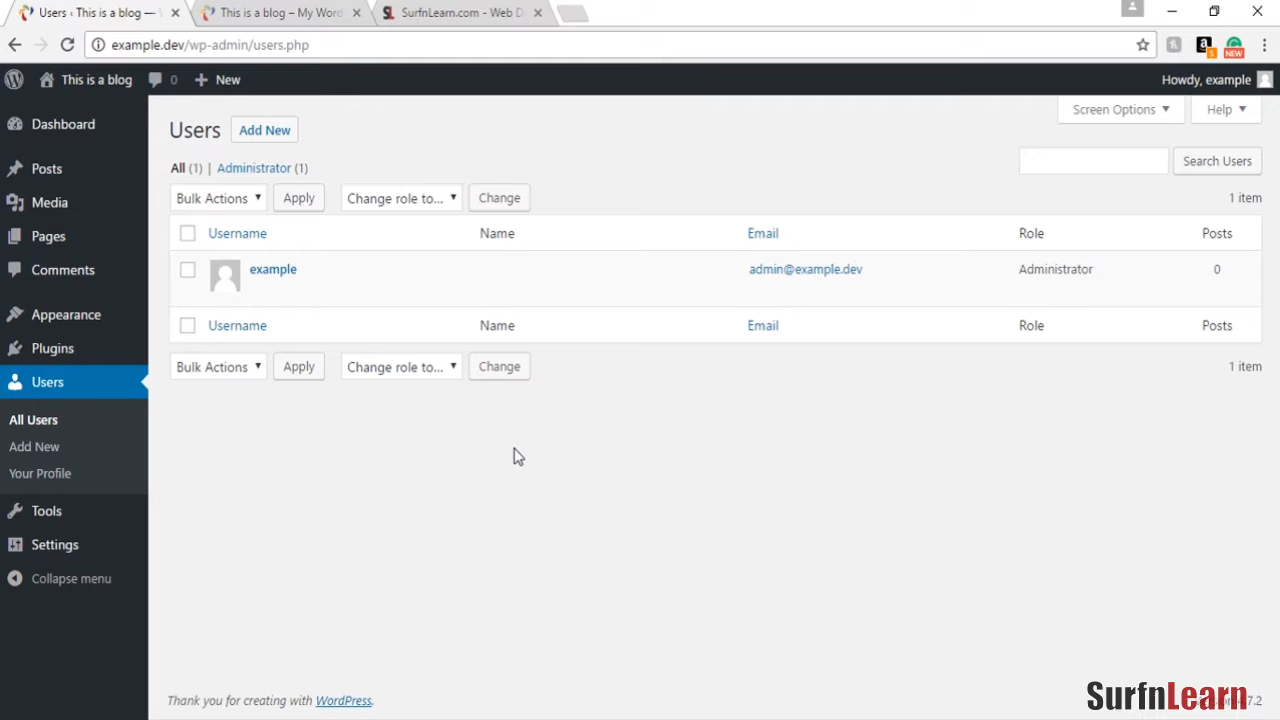 Users ‹ This is a blog —
This is a blog – My Word
SurfnLearn.com - Web D
example.dev/wp-admin/users.php
NEW
This is a blog
0
New
Howdy, example
Dashboard
Posts
Media
Pages
Comments
Appearance
Plugins
Users
All Users
Add New
Your Profile
Tools
Settings
Collapse menu
Screen Options
Help
Users
Add New
All (1) | Administrator (1)
Search Users
Bulk Actions
Apply
Change role to...
Change
1 item
Username
Name
Email
Role
Posts
example
admin@example.dev
Administrator
0
Username
Name
Email
Role
Posts
Bulk Actions
Apply
Change role to...
Change
1 item
Thank you for creating with WordPress.
SurfnLearn
7.2